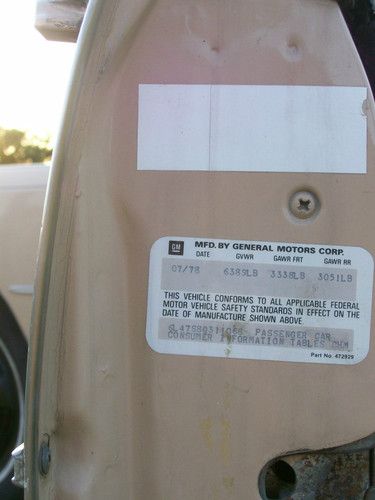 GM MFD. BY GENERAL MOTORS CORP.
DATE GVWR GAWR FRT GAWR RR
07/78 6389LB 3338LB 3051LB
THIS VEHICLE CONFORMS TO ALL APPLICABLE FEDERAL
MOTOR VEHICLE SAFETY STANDARDS IN EFFECT ON THE
DATE OF MANUFACTURE SHOWN ABOVE
PASSENGER CAR
CONSUMER INFORMATION TABLES
Part No. 472929